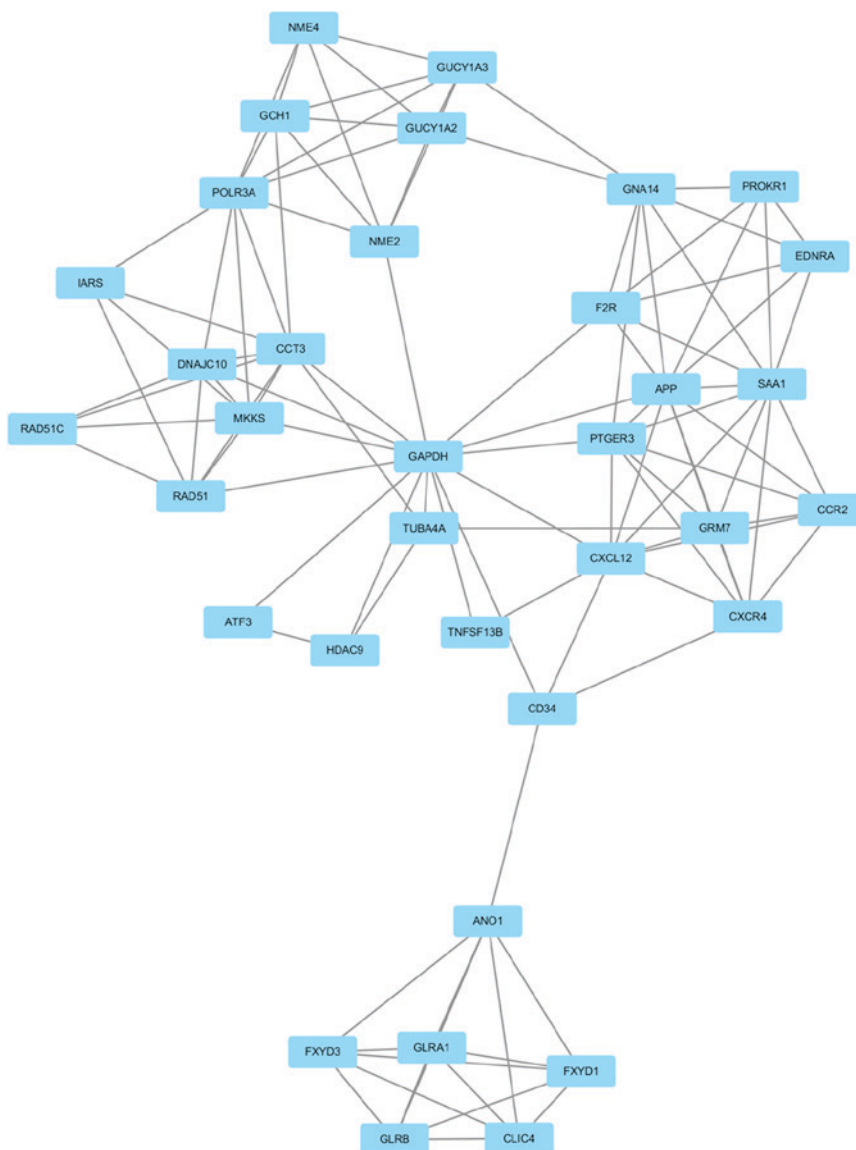 NME4
GUCY1A3
GCH1
GUCY1A2
POLR3A
GNA14
PROKR1
NME2
EDNRA
IARS
F2R
CCT3
DNAJC10
APP
SAA1
MKKS
RAD51C
PTGER3
GAPDH
RAD51
CCR2
TUBA4A
GRM7
CXCL12
CXCR4
ATF3
TNFSF13B
HDAC9
CD34
ANO1
GLRA1
FXYD3
FXYD1
GLRB
CLIC4